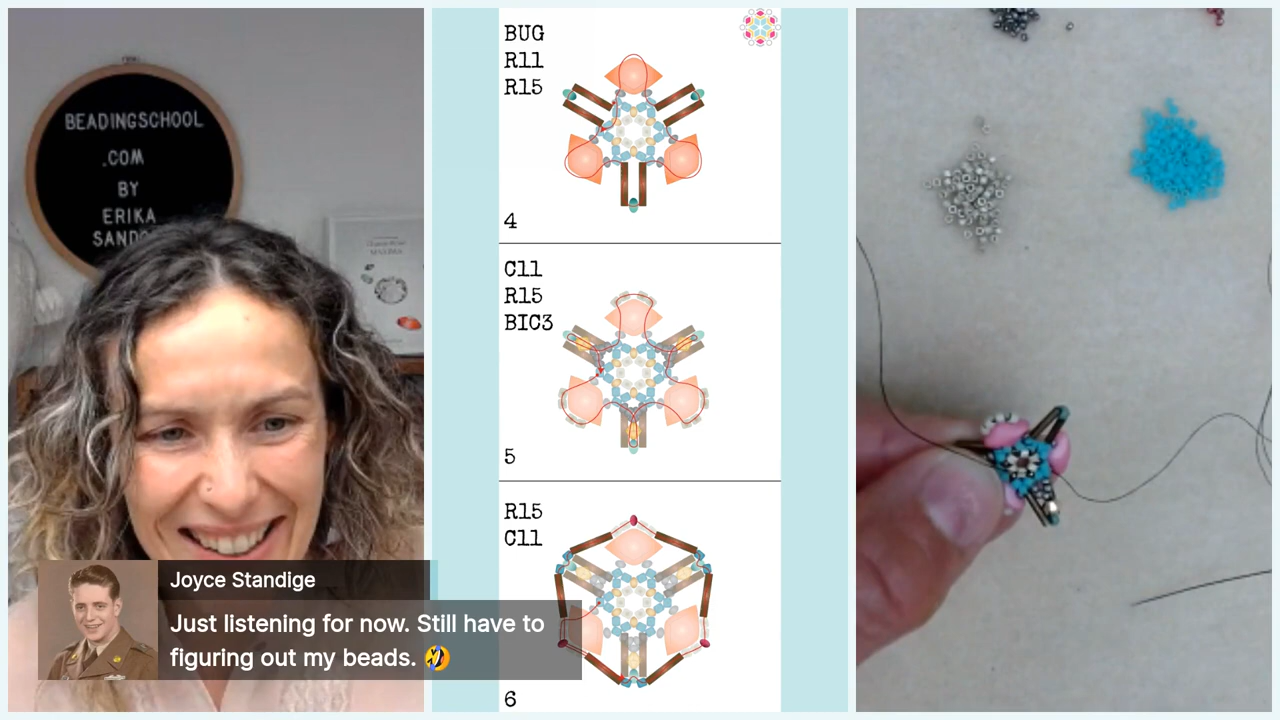 BEADINGSCHOOL
.COM
BY
ERIKA
BUG
R11
R15
4
C11
R15
BIC3
5
R15
C11
6
Joyce Standige
Just listening for now. Still have to
figuring out my beads. 🤣